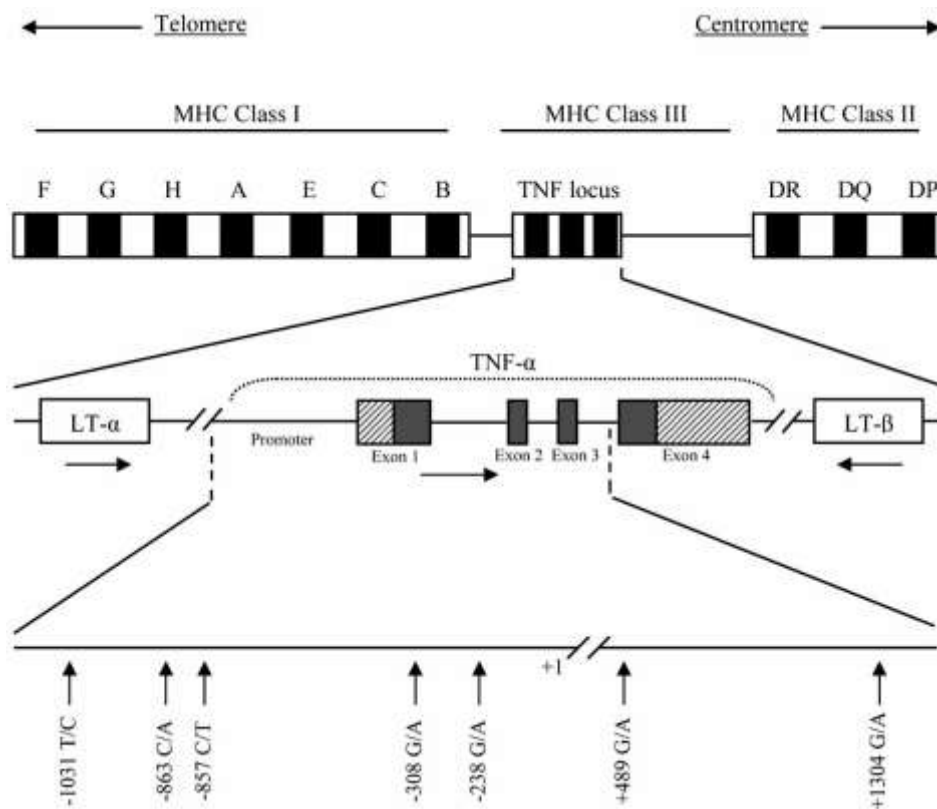 Telomere Centromere
MHC Class I MHC Class III MHC Class II
F G H A E C B TNF locus DR DQ DP
TNF-α
LT-α LT-β
Promoter
Exon 1 Exon 2 Exon 3 Exon 4
+1
-1031 T/C
-863 C/A
-857 C/T
-308 G/A
-238 G/A
+489 G/A
+1304 G/A